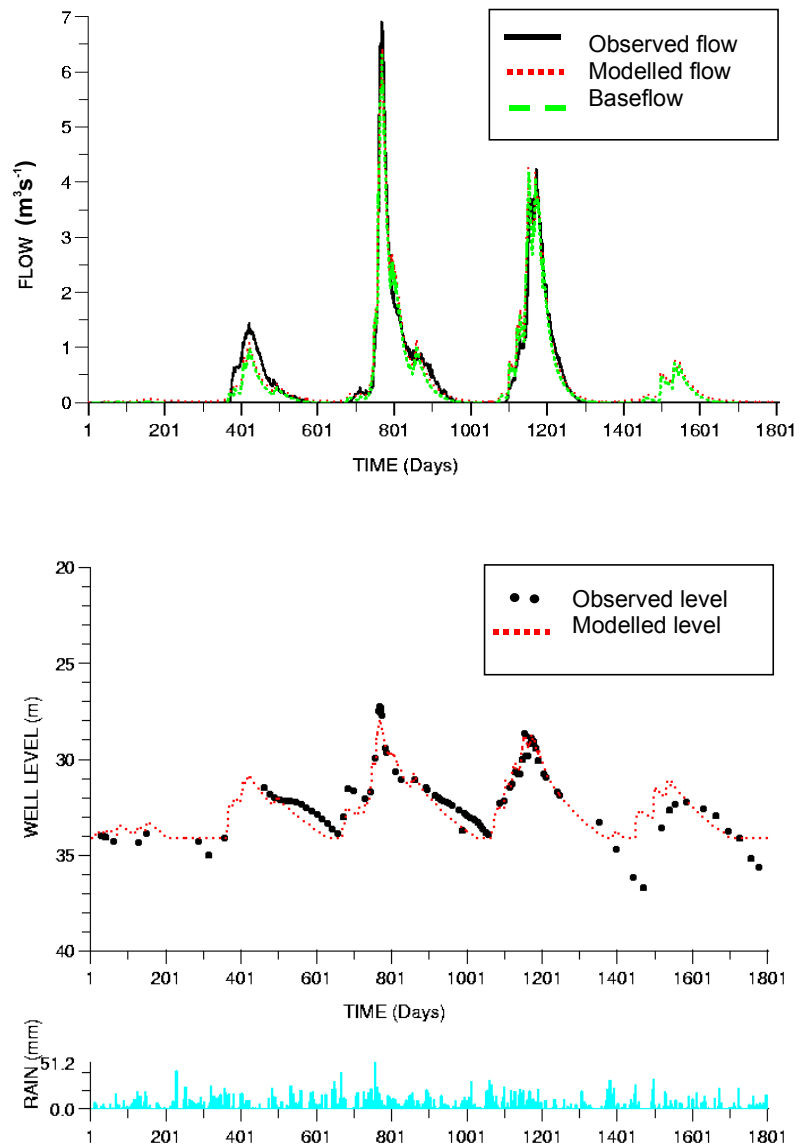 7
6
5
4
3
2
1
0
FLOW (m³s⁻¹)
Observed flow
Modelled flow
Baseflow
1 201 401 601 801 1001 1201 1401 1601 1801
TIME (Days)
20
25
30
35
40
WELL LEVEL (m)
Observed level
Modelled level
1 201 401 601 801 1001 1201 1401 1601 1801
TIME (Days)
RAIN (mm)
51.2
0.0
1 201 401 601 801 1001 1201 1401 1601 1801